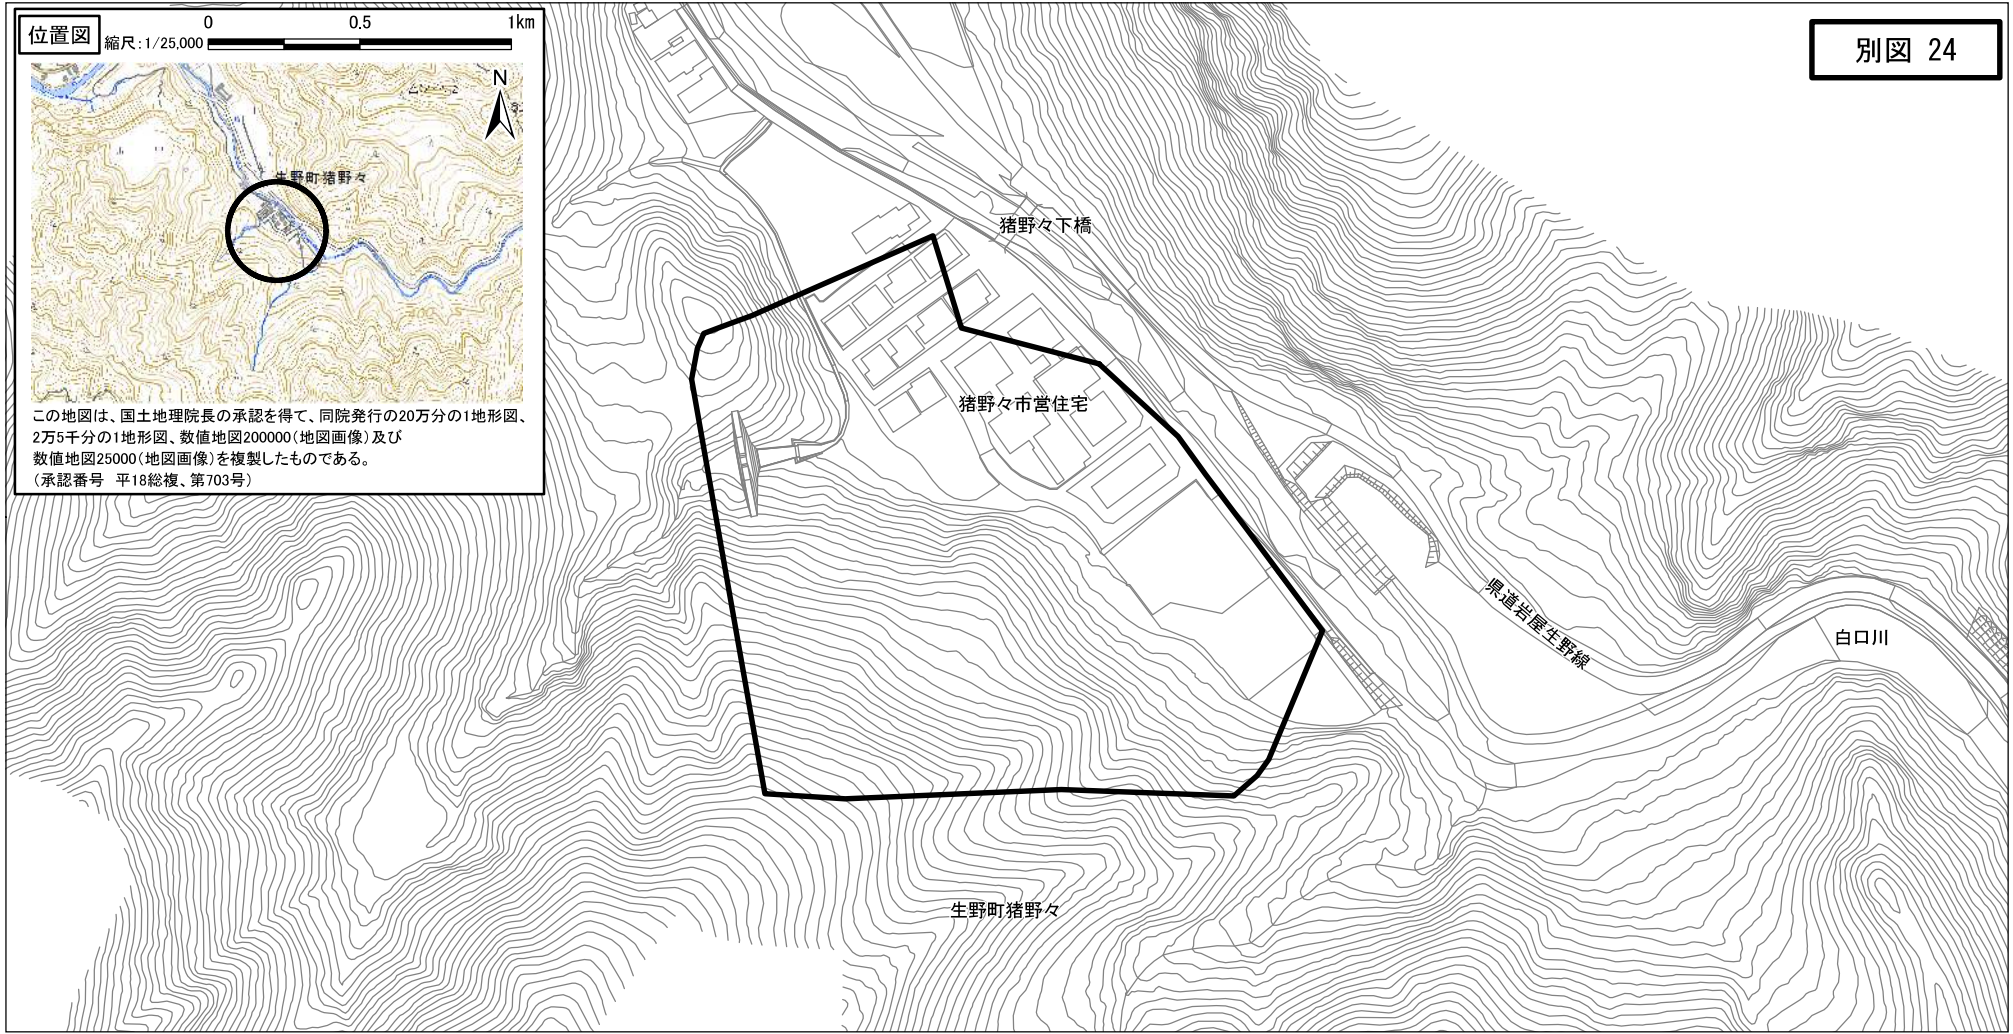 位置図
縮尺:1/25,000
0 0.5 1km
N
生野町猪野々
この地図は、国土地理院長の承認を得て、同院発行の20万分の1地形図、
2万5千分の1地形図、数値地図200000(地図画像)及び
数値地図25000(地図画像)を複製したものである。
(承認番号 平18総複、第703号)
別図 24
猪野々下橋
猪野々市営住宅
県道岩屋生野線
白口川
生野町猪野々